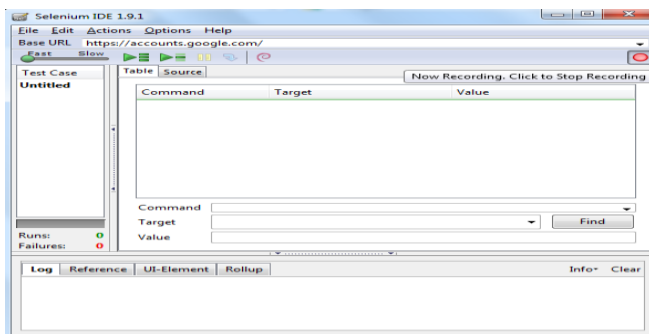 Selenium IDE 1.9.1
File Edit Actions Options Help
Base URL https://accounts.google.com/
Fast Slow
Test Case
Table Source
Now Recording. Click to Stop Recording
Untitled
Command Target Value
Command
Target Find
Value
Runs: 0
Failures: 0
Log Reference UI-Element Rollup Info Clear